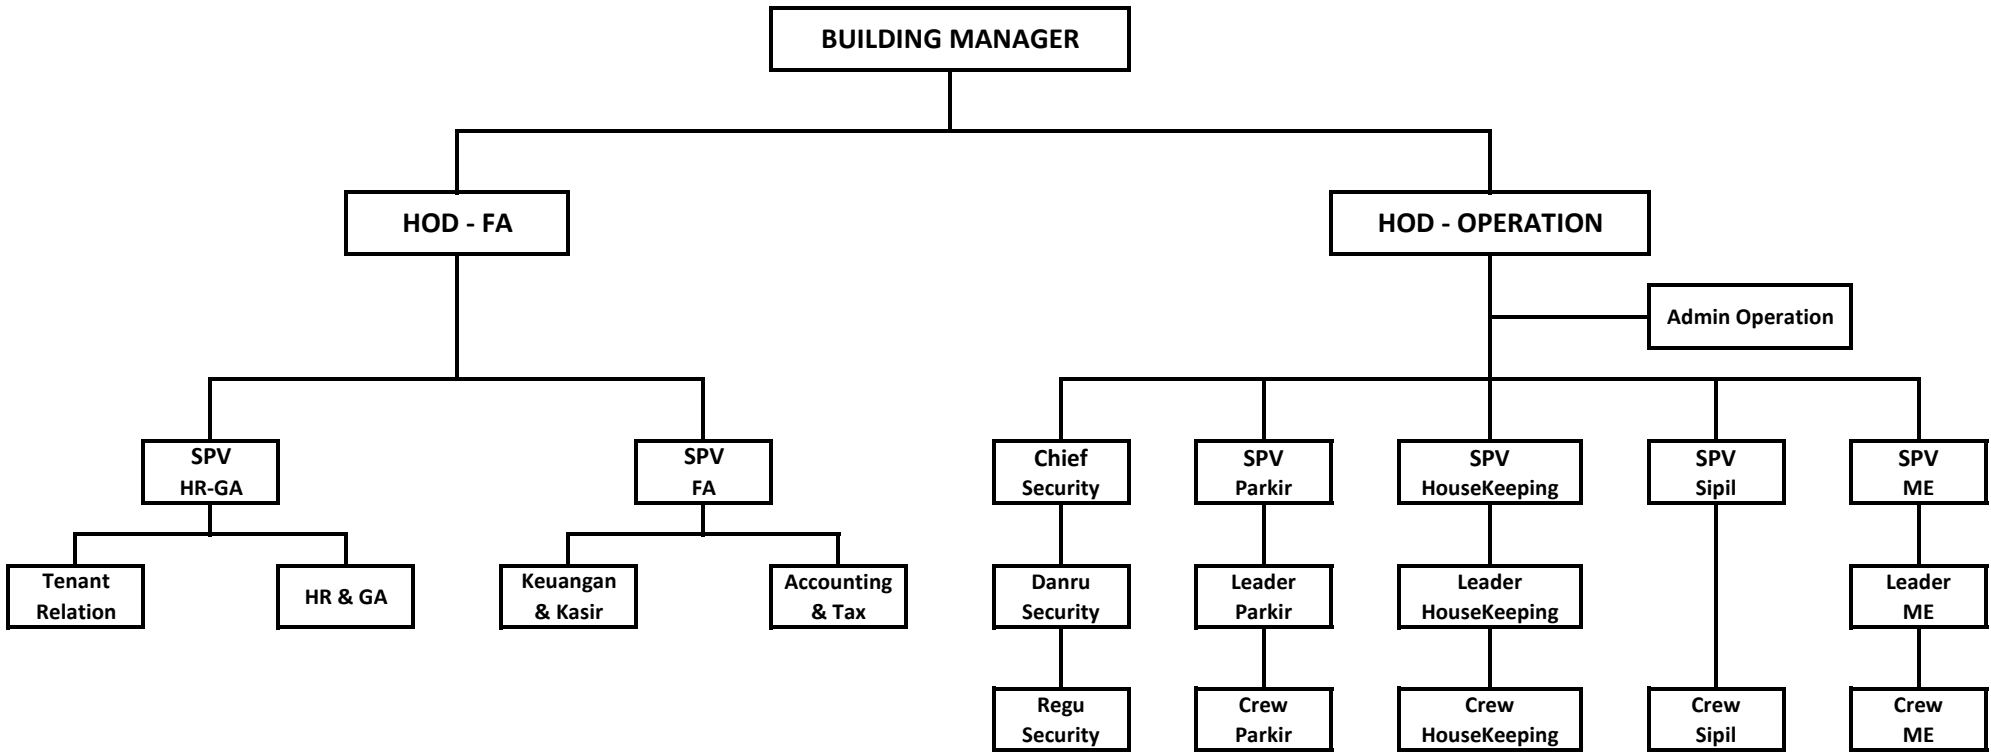 BUILDING MANAGER
HOD - FA
HOD - OPERATION
Admin Operation
SPV
HR-GA
SPV
FA
Chief
Security
SPV
Parkir
SPV
HouseKeeping
SPV
Sipil
SPV
ME
Tenant
Relation
HR & GA
Keuangan
& Kasir
Accounting
& Tax
Danru
Security
Leader
Parkir
Leader
HouseKeeping
Leader
ME
Regu
Security
Crew
Parkir
Crew
HouseKeeping
Crew
Sipil
Crew
ME